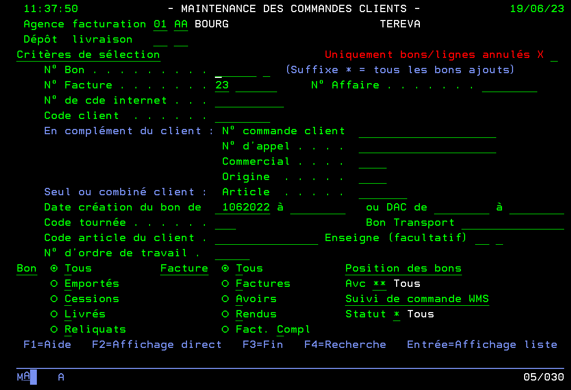 11:37:50 - MAINTENANCE DES COMMANDES CLIENTS - 19/06/23
Agence facturation 01 AA BOURG TEREVA
Dépôt livraison
Critères de sélection Uniquement bons/lignes annulés X _
N° Bon . . . . . . . . . (Suffixe * = tous les bons ajouts)
N° Facture . . . . . . . 23 N° Affaire . . . . . . .
N° de cde internet . . .
Code client . . . . . .
En complément du client : N° commande client
N° d'appel . . . .
Commercial . . . .
Origine . . . . .
Seul ou combiné client : Article . . . . .
Date création du bon de 1062022 à ou DAC de à
Code tournée . . . . . . Bon Transport
Code article du client . Enseigne (facultatif)
N° d'ordre de travail .
Bon Tous Facture Tous Position des bons
Emportés Factures Avc ** Tous
Cessions Avoirs Suivi de commande WMS
Livrés Rendus Statut * Tous
Reliquats Fact. Compl
F1=Aide F2=Affichage direct F3=Fin F4=Recherche Entrée=Affichage liste
MÂ A 05/030